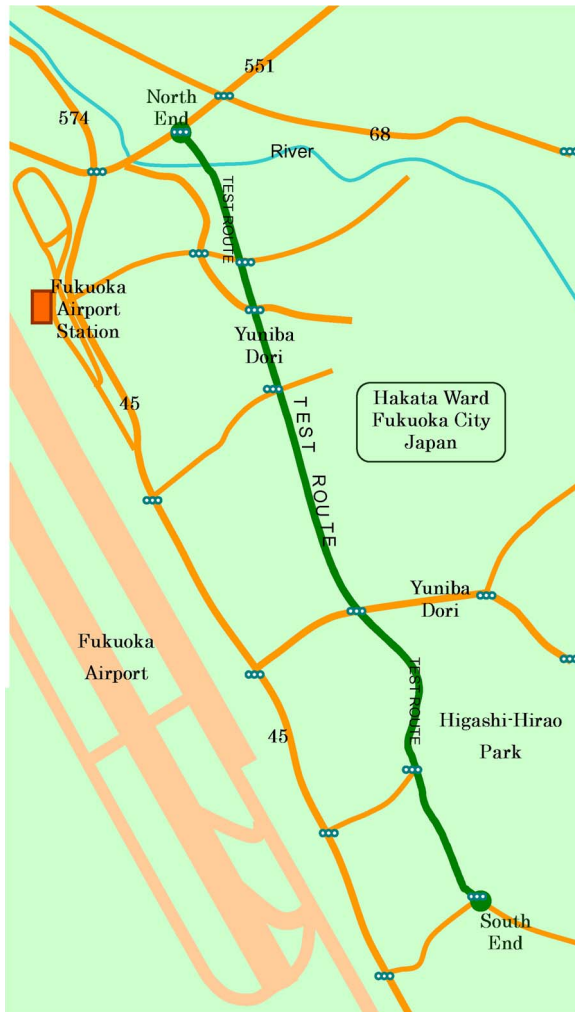 551
North
End
574
68
River
TEST ROUTE
Fukuoka
Airport
Station
Yuniba
Dori
45
Hakata Ward
Fukuoka City
Japan
TEST ROUTE
Yuniba
Dori
Fukuoka
Airport
TEST ROUTE
Higashi-Hirao
Park
45
South
End